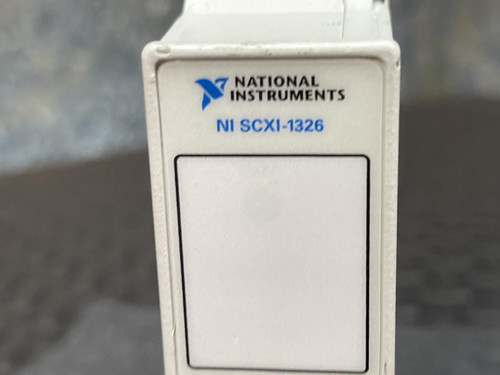 NATIONAL
INSTRUMENTS
NI SCXI-1326